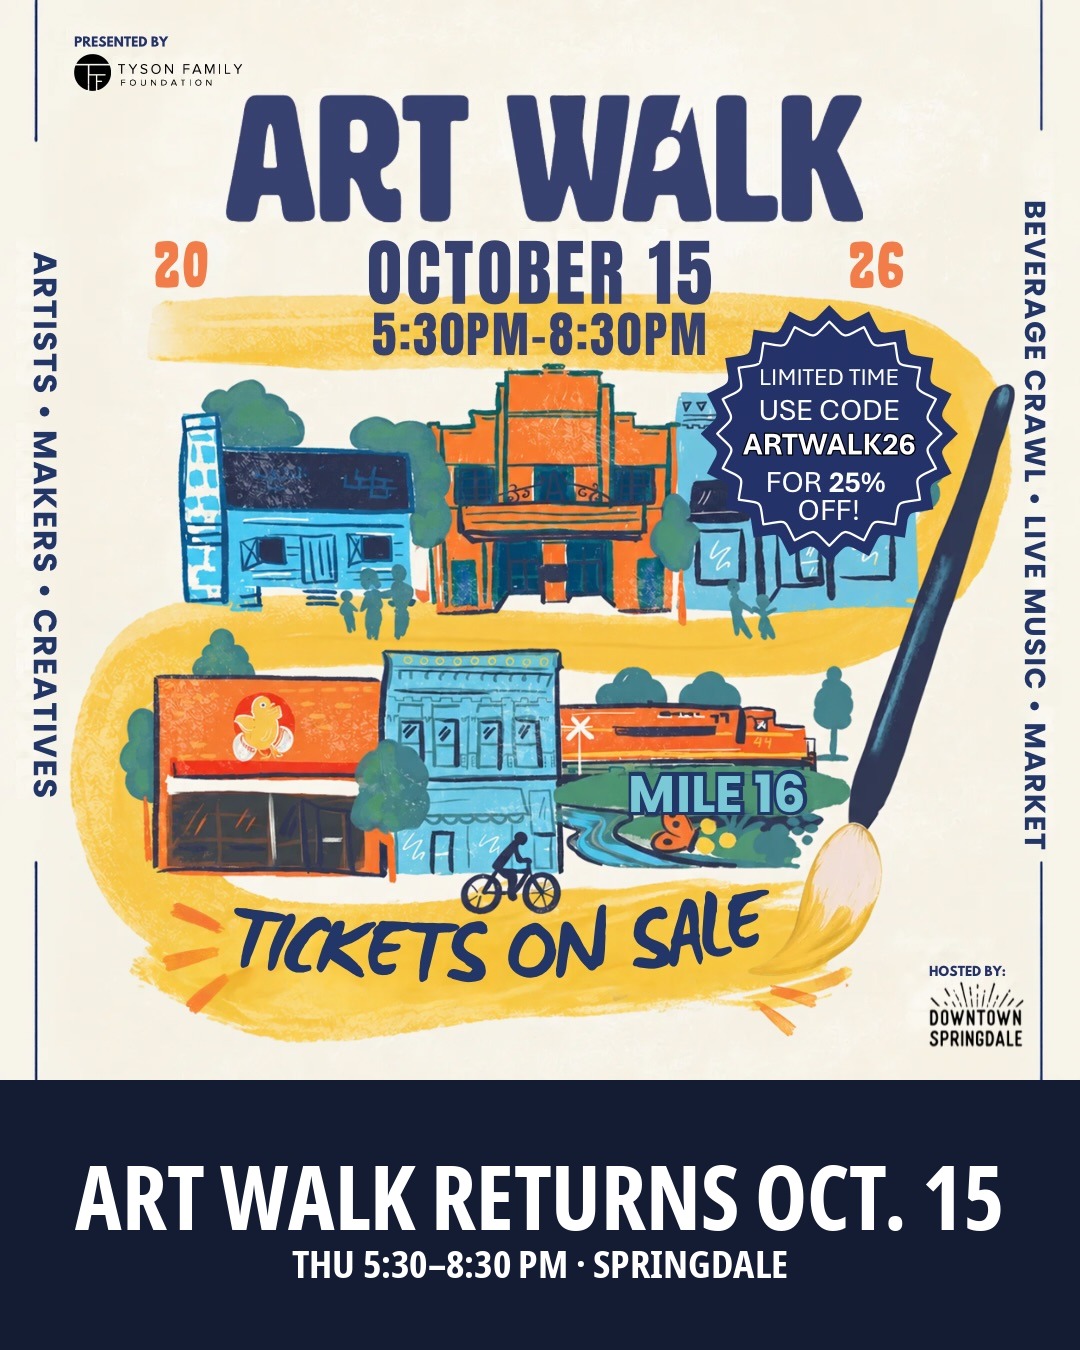 PRESENTED BY
TYSON FAMILY
FOUNDATION
ART WALK
20
OCTOBER 15
26
5:30PM-8:30PM
ARTISTS • MAKERS • CREATIVES
BEVERAGE CRAWL • LIVE MUSIC • MARKET
LIMITED TIME
USE CODE
ARTWALK26
FOR 25%
OFF!
44
MILE 16
TICKETS ON SALE
HOSTED BY:
DOWNTOWN
SPRINGDALE
ART WALK RETURNS OCT. 15
THU 5:30–8:30 PM · SPRINGDALE